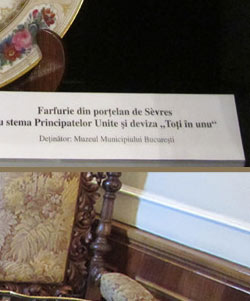 Farfurie din porțelan de Sèvres
stema Principatelor Unite și deviza „Toți în unu“
Deținător: Muzeul Municipiului București